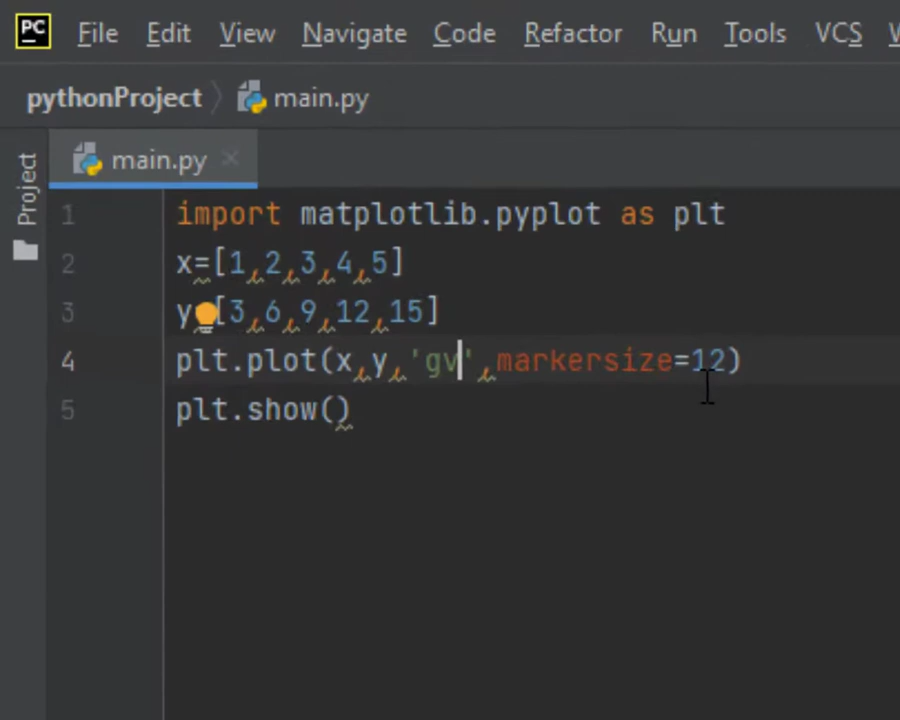 PC File Edit View Navigate Code Refactor Run Tools VCS
pythonProject main.py
main.py
Project
1 import matplotlib.pyplot as plt
2 x=[1,2,3,4,5]
3 y=[3,6,9,12,15]
4 plt.plot(x,y,'gv',markersize=12)
5 plt.show()